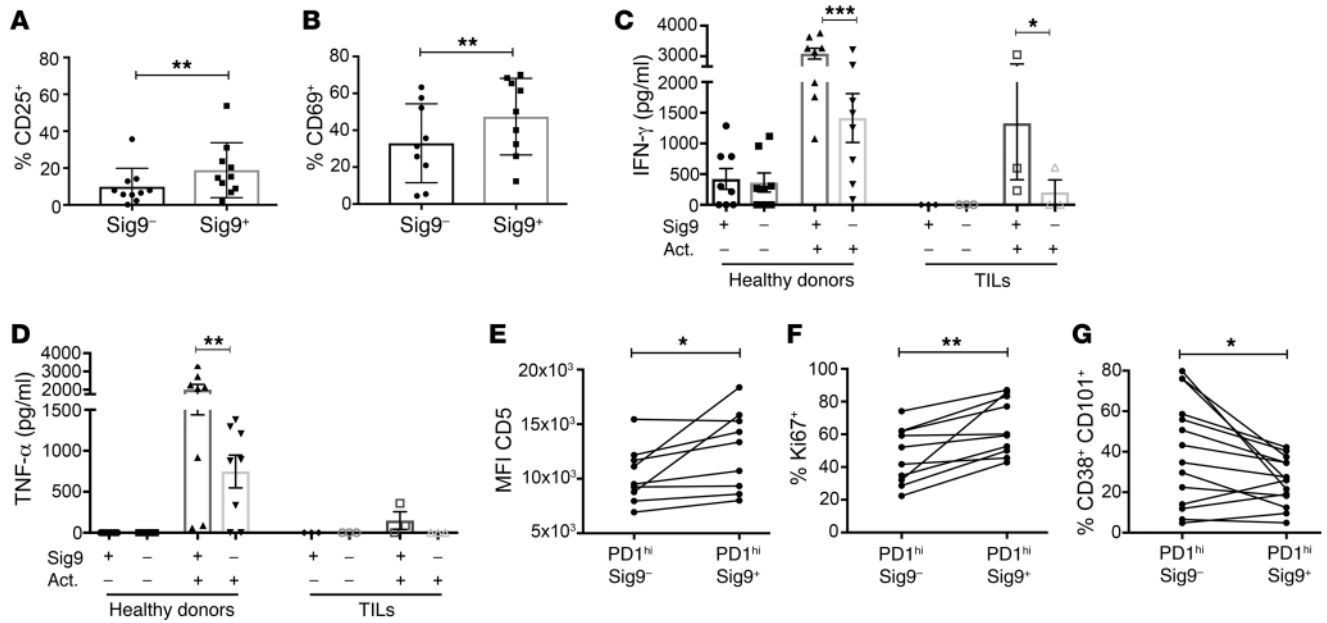 A
**
% CD25⁺
80
60
40
20
0
Sig9⁻ Sig9⁺
B
**
% CD69⁺
80
60
40
20
0
Sig9⁻ Sig9⁺
C
***
*
IFN-γ (pg/ml)
4000
3000
2000
2000
1500
1000
500
0
Sig9 + – + – + – + –
Act. – – + + – – + +
Healthy donors TILs
D
**
TNF-α (pg/ml)
4000
3000
2000
1000
1500
1000
500
0
Sig9 + – + – + – + –
Act. – – + + – – + +
Healthy donors TILs
E
*
MFI CD5
20x10³
15x10³
10x10³
5x10³
PD1ʰⁱ PD1ʰⁱ
Sig9⁻ Sig9⁺
F
**
% Ki67⁺
100
80
60
40
20
0
PD1ʰⁱ PD1ʰⁱ
Sig9⁻ Sig9⁺
G
*
% CD38⁺ CD101⁺
80
60
40
20
0
PD1ʰⁱ PD1ʰⁱ
Sig9⁻ Sig9⁺